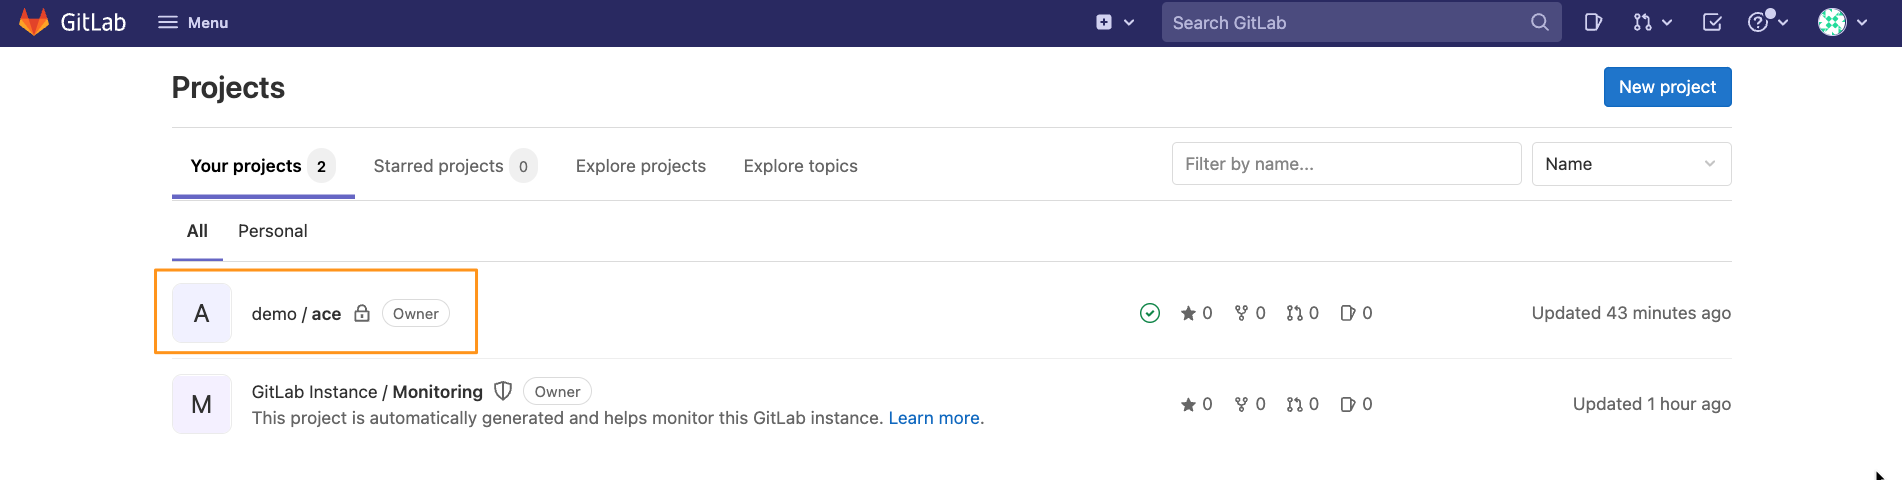 GitLab Menu Search GitLab
Projects New project
Your projects 2 Starred projects 0 Explore projects Explore topics Filter by name... Name
All Personal
A demo / ace Owner 0 0 0 0 Updated 43 minutes ago
M GitLab Instance / Monitoring Owner 0 0 0 0 Updated 1 hour ago
This project is automatically generated and helps monitor this GitLab instance. Learn more.